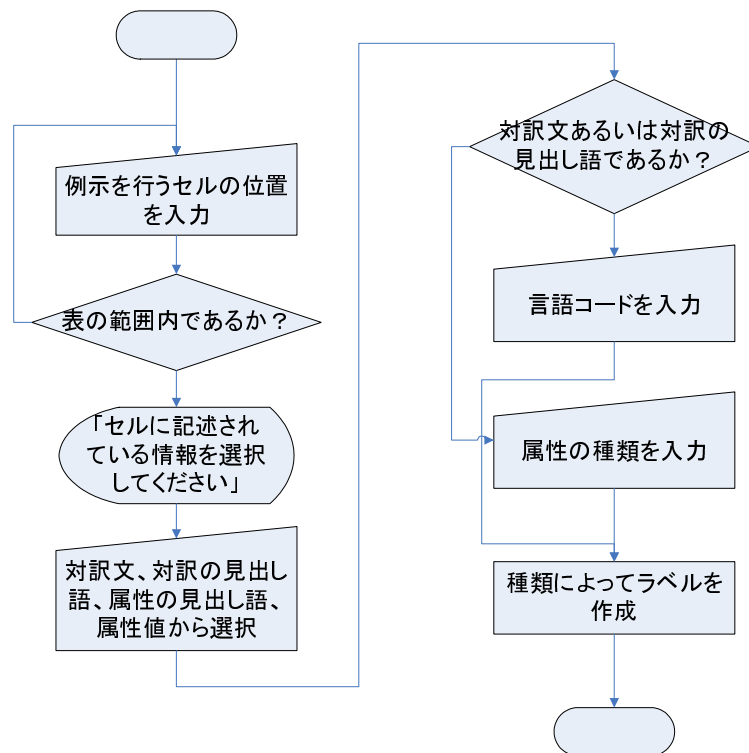 例示を行うセルの位置
を入力
表の範囲内であるか？
「セルに記述され
ている情報を選択
してください」
対訳文、対訳の見出し
語、属性の見出し語、
属性値から選択
対訳文あるいは対訳の
見出し語であるか？
言語コードを入力
属性の種類を入力
種類によってラベルを
作成